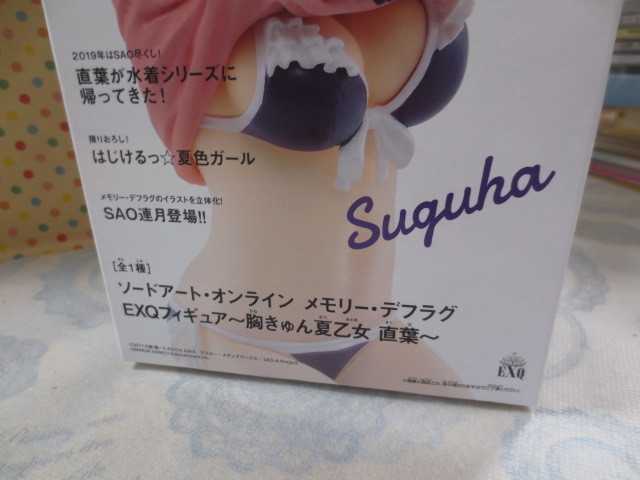 2019年はSAO尽くし!
直葉が水着シリーズに
帰ってきた!
撮りおろし!
はじけるっ☆夏色ガール
メモリー・デフラグのイラストを立体化!
SAO連月登場!!
Suguha
[全1種]
ソードアート・オンライン メモリー・デフラグ
EXQフィギュア～胸きゅん夏乙女 直葉～
EXQ